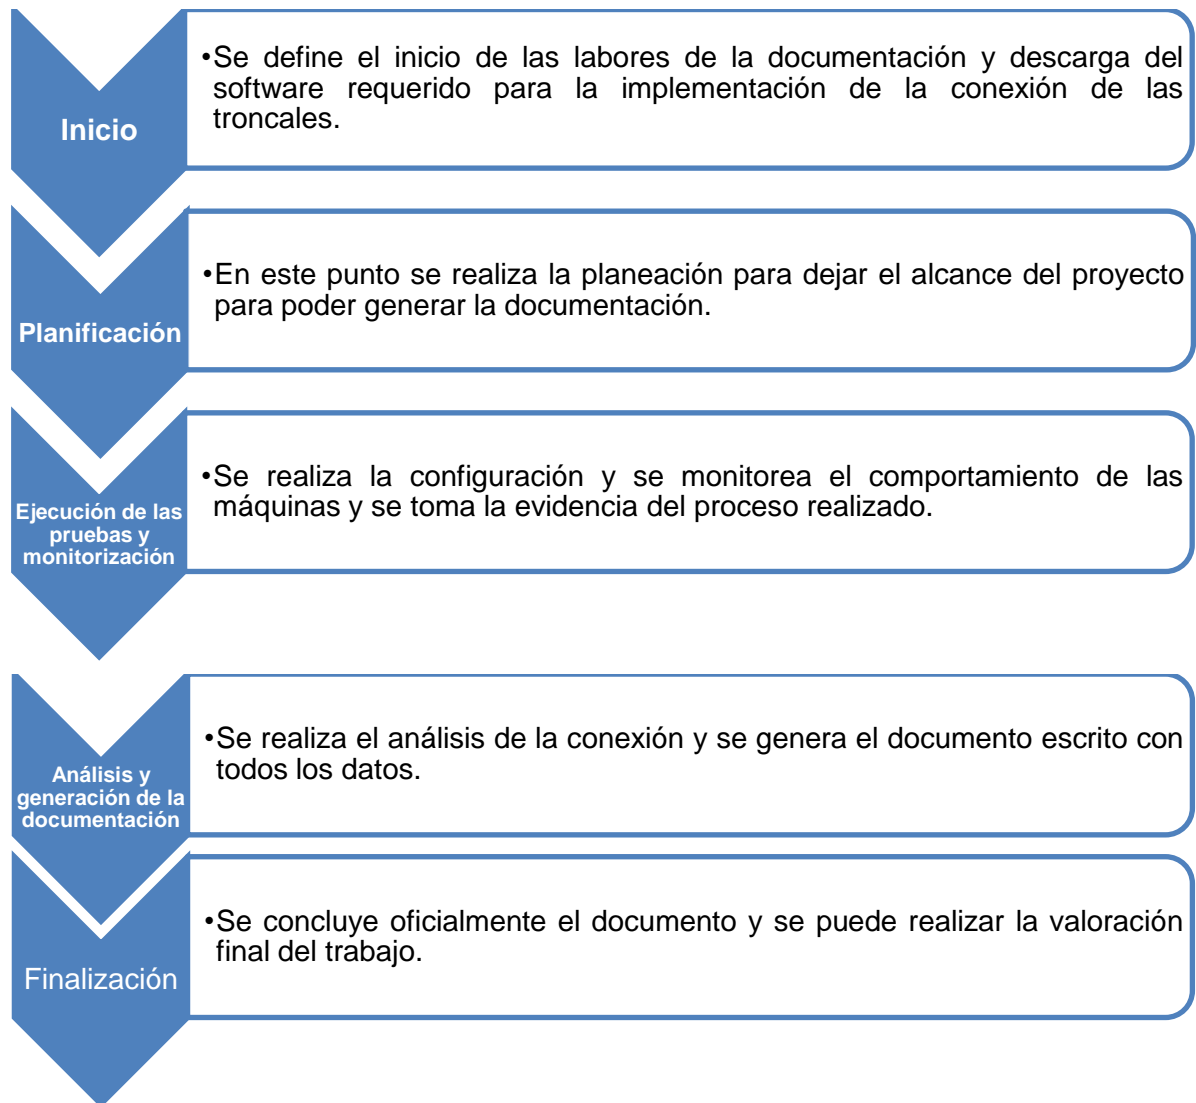 Inicio
•Se define el inicio de las labores de la documentación y descarga del
software requerido para la implementación de la conexión de las
troncales.
Planificación
•En este punto se realiza la planeación para dejar el alcance del proyecto
para poder generar la documentación.
Ejecución de las
pruebas y
monitorización
•Se realiza la configuración y se monitorea el comportamiento de las
máquinas y se toma la evidencia del proceso realizado.
Análisis y
generación de la
documentación
•Se realiza el análisis de la conexión y se genera el documento escrito con
todos los datos.
Finalización
•Se concluye oficialmente el documento y se puede realizar la valoración
final del trabajo.